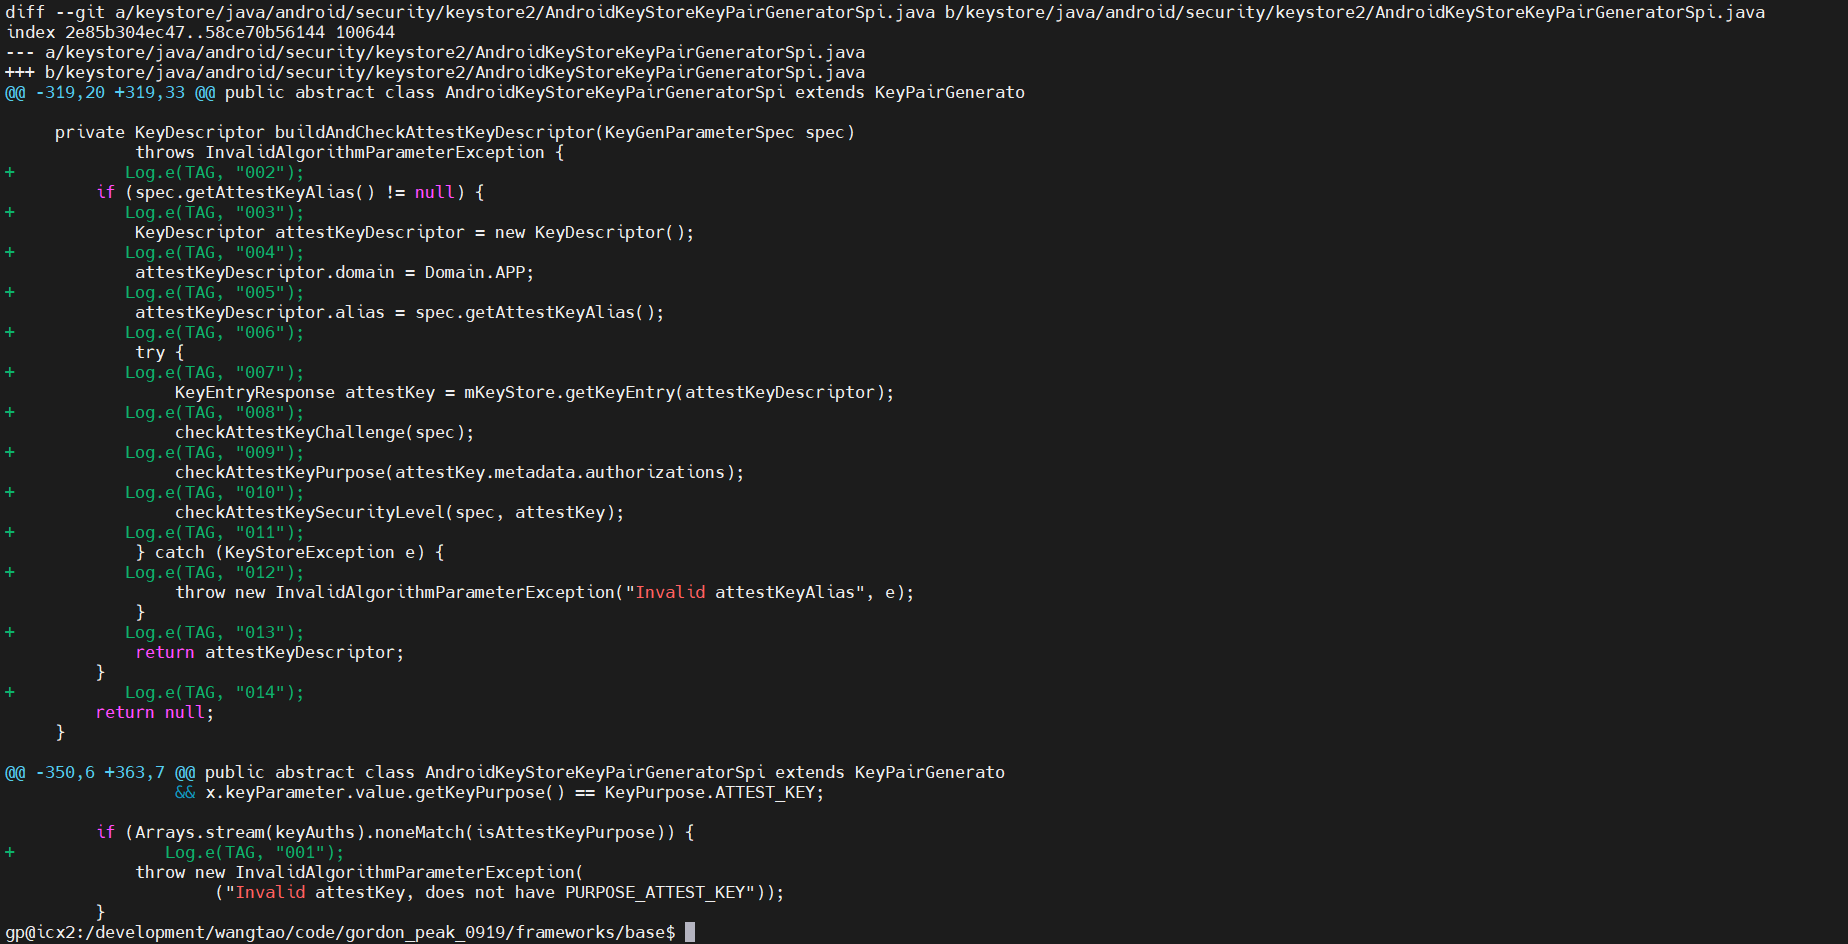 diff --git a/keystore/java/android/security/keystore2/AndroidKeyStoreKeyPairGeneratorSpi.java b/keystore/java/android/security/keystore2/AndroidKeyStoreKeyPairGeneratorSpi.java
index 2e85b304ec47..58ce70b56144 100644
--- a/keystore/java/android/security/keystore2/AndroidKeyStoreKeyPairGeneratorSpi.java
+++ b/keystore/java/android/security/keystore2/AndroidKeyStoreKeyPairGeneratorSpi.java
@@ -319,20 +319,33 @@ public abstract class AndroidKeyStoreKeyPairGeneratorSpi extends KeyPairGenerato

     private KeyDescriptor buildAndCheckAttestKeyDescriptor(KeyGenParameterSpec spec)
             throws InvalidAlgorithmParameterException {
+           Log.e(TAG, "002");
         if (spec.getAttestKeyAlias() != null) {
+           Log.e(TAG, "003");
             KeyDescriptor attestKeyDescriptor = new KeyDescriptor();
+           Log.e(TAG, "004");
             attestKeyDescriptor.domain = Domain.APP;
+           Log.e(TAG, "005");
             attestKeyDescriptor.alias = spec.getAttestKeyAlias();
+           Log.e(TAG, "006");
             try {
+           Log.e(TAG, "007");
                 KeyEntryResponse attestKey = mKeyStore.getKeyEntry(attestKeyDescriptor);
+           Log.e(TAG, "008");
                 checkAttestKeyChallenge(spec);
+           Log.e(TAG, "009");
                 checkAttestKeyPurpose(attestKey.metadata.authorizations);
+           Log.e(TAG, "010");
                 checkAttestKeySecurityLevel(spec, attestKey);
+           Log.e(TAG, "011");
             } catch (KeyStoreException e) {
+           Log.e(TAG, "012");
                 throw new InvalidAlgorithmParameterException("Invalid attestKeyAlias", e);
             }
+           Log.e(TAG, "013");
             return attestKeyDescriptor;
         }
+           Log.e(TAG, "014");
         return null;
     }

@@ -350,6 +363,7 @@ public abstract class AndroidKeyStoreKeyPairGeneratorSpi extends KeyPairGenerato
                 && x.keyParameter.value.getKeyPurpose() == KeyPurpose.ATTEST_KEY;

         if (Arrays.stream(keyAuths).noneMatch(isAttestKeyPurpose)) {
+               Log.e(TAG, "001");
             throw new InvalidAlgorithmParameterException(
                     ("Invalid attestKey, does not have PURPOSE_ATTEST_KEY"));
         }
gp@icx2:/development/wangtao/code/gordon_peak_0919/frameworks/base$